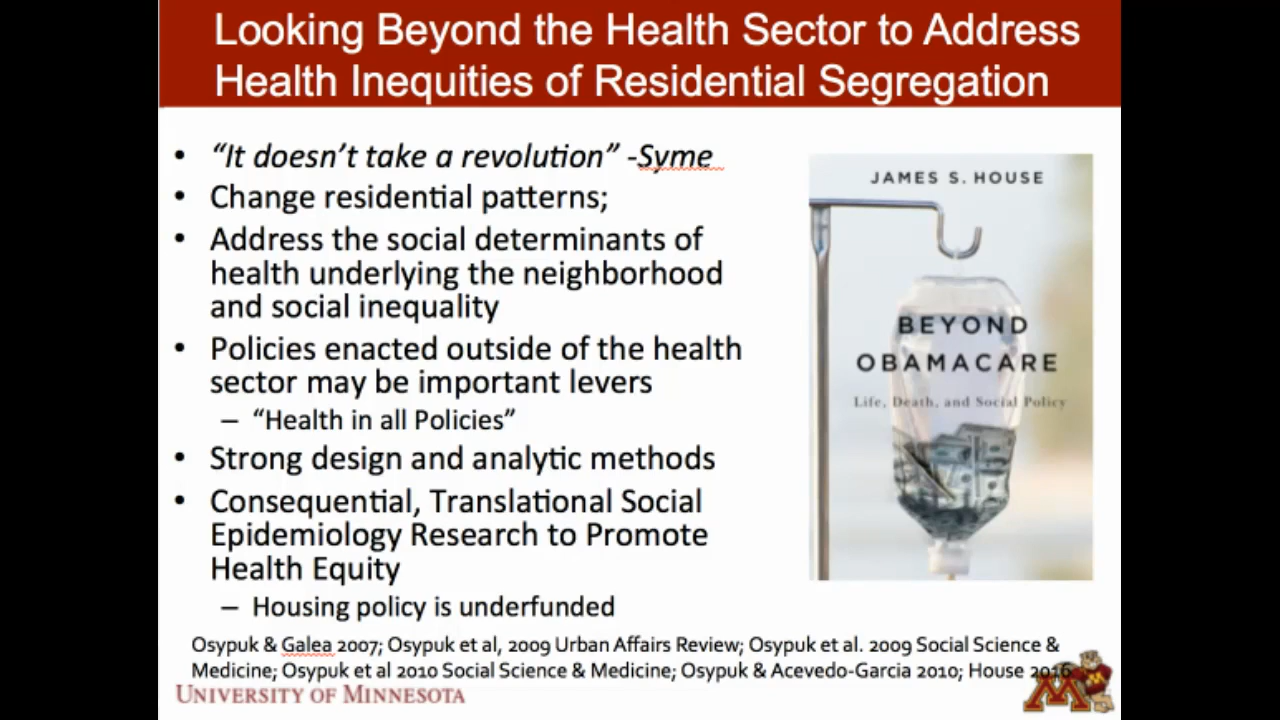 Looking Beyond the Health Sector to Address
Health Inequities of Residential Segregation
• “It doesn’t take a revolution” -Syme
• Change residential patterns;
• Address the social determinants of
health underlying the neighborhood
and social inequality
• Policies enacted outside of the health
sector may be important levers
– “Health in all Policies”
• Strong design and analytic methods
• Consequential, Translational Social
Epidemiology Research to Promote
Health Equity
– Housing policy is underfunded
JAMES S. HOUSE
BEYOND
OBAMACARE
Life, Death, and Social Policy
Osypuk & Galea 2007; Osypuk et al, 2009 Urban Affairs Review; Osypuk et al. 2009 Social Science &
Medicine; Osypuk et al 2010 Social Science & Medicine; Osypuk & Acevedo-Garcia 2010; House 2016
UNIVERSITY OF MINNESOTA
M